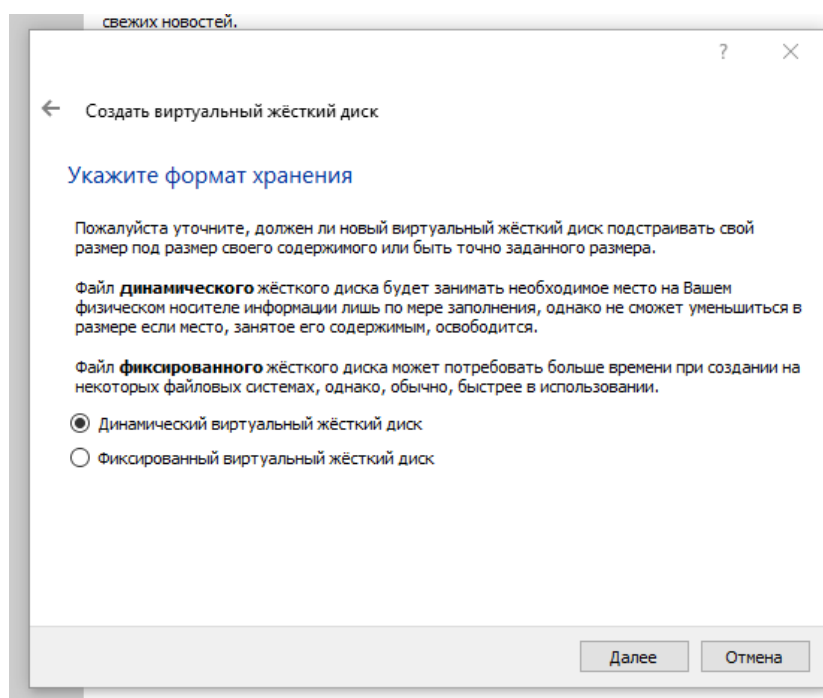 свежих новостей.
?
Создать виртуальный жёсткий диск
Укажите формат хранения
Пожалуйста уточните, должен ли новый виртуальный жёсткий диск подстраивать свой
размер под размер своего содержимого или быть точно заданного размера.
Файл динамического жёсткого диска будет занимать необходимое место на Вашем
физическом носителе информации лишь по мере заполнения, однако не сможет уменьшиться в
размере если место, занятое его содержимым, освободится.
Файл фиксированного жёсткого диска может потребовать больше времени при создании на
некоторых файловых системах, однако, обычно, быстрее в использовании.
Динамический виртуальный жёсткий диск
Фиксированный виртуальный жёсткий диск
Далее Отмена